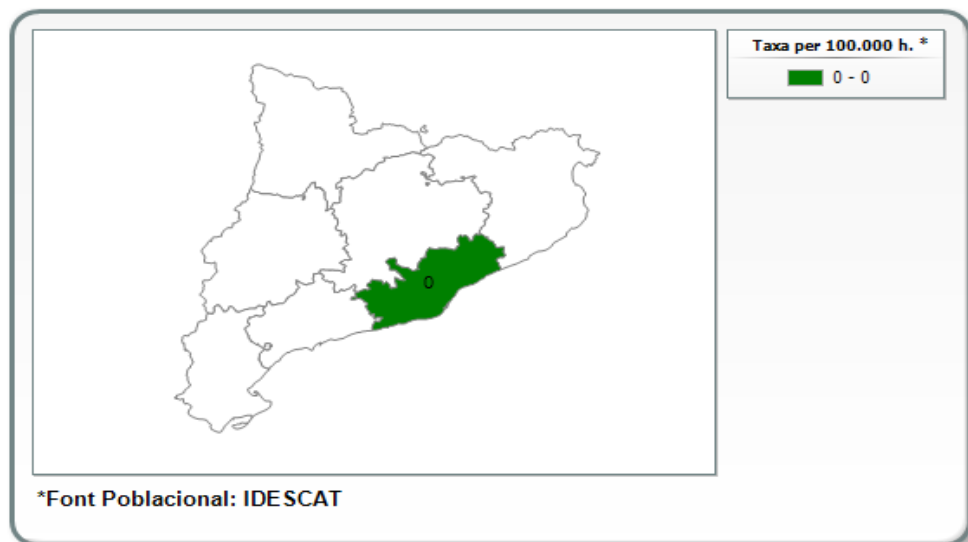 Taxa per 100.000 h. *
0 - 0
0
*Font Poblacional: IDESCAT